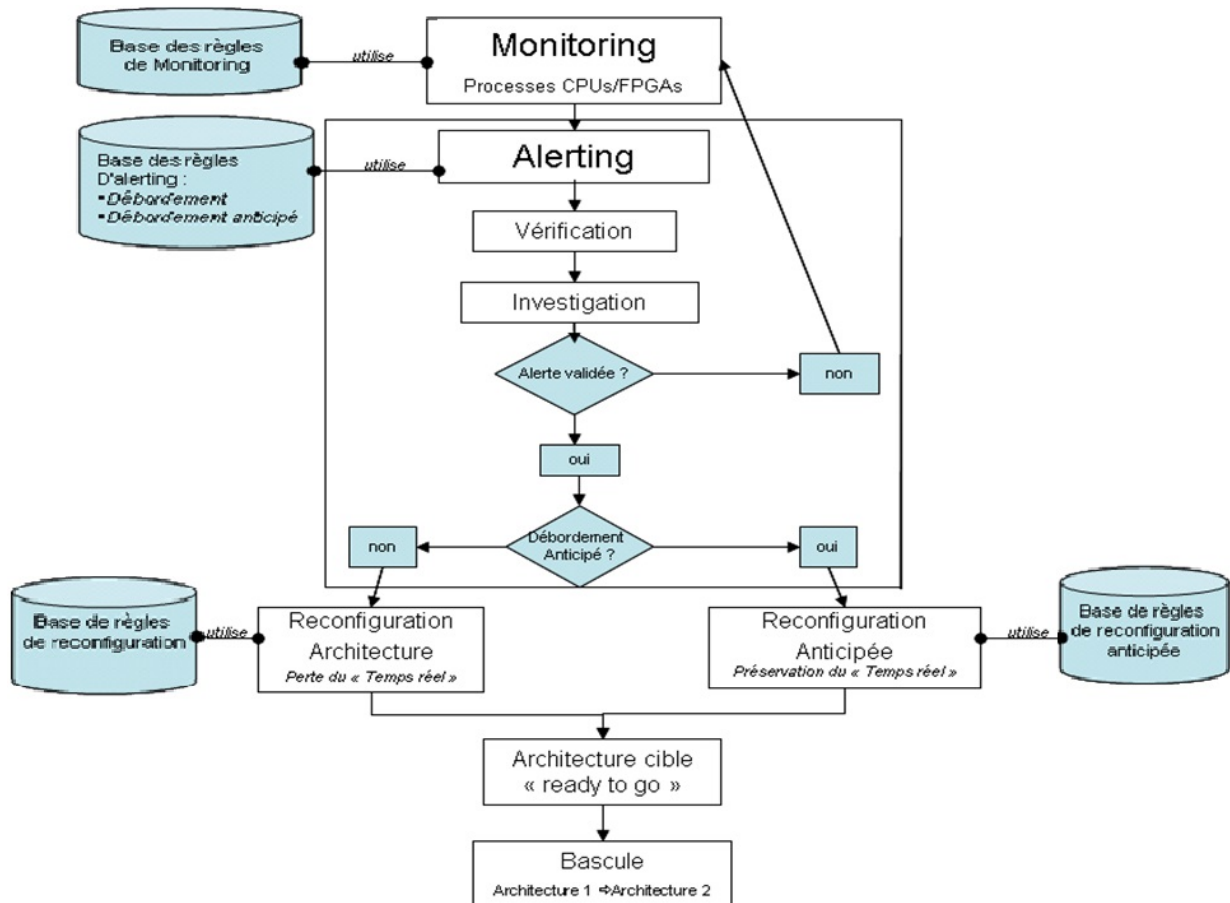 Base des règles
de Monitoring
utilise
Monitoring
Processes CPUs/FPGAs
Base des règles
D'alerting :
▪Débordement
▪Débordement anticipé
utilise
Alerting
Vérification
Investigation
Alerte validée ?
non
oui
non
Débordement
Anticipé ?
oui
Base de règles
de reconfiguration
utilise
Reconfiguration
Architecture
Perte du « Temps réel »
Reconfiguration
Anticipée
Préservation du « Temps réel »
utilise
Base de règles
de reconfiguration
anticipée
Architecture cible
« ready to go »
Bascule
Architecture 1 ⇨Architecture 2